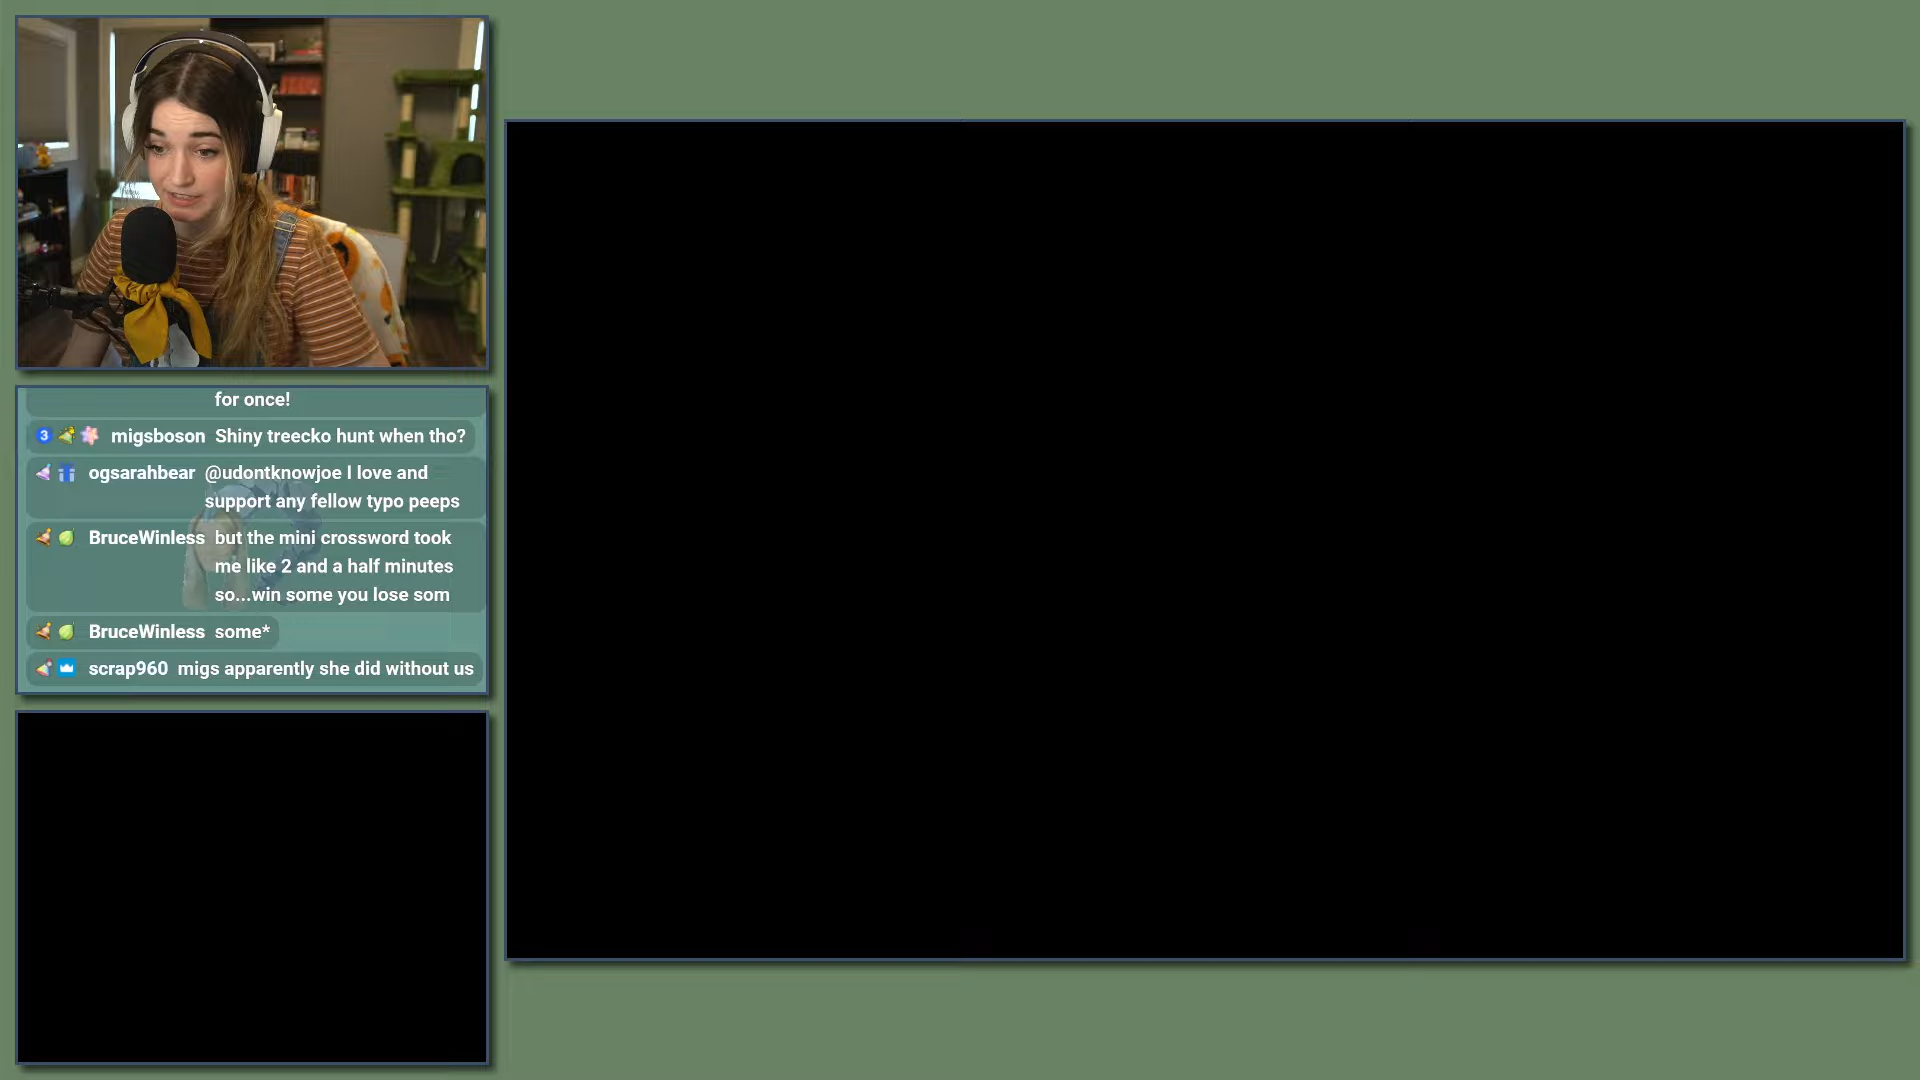 for once!
3 migsboson Shiny treecko hunt when tho?
ogsarahbear @udontknowjoe I love and
support any fellow typo peeps
BruceWinless but the mini crossword took
me like 2 and a half minutes
so...win some you lose som
BruceWinless some*
scrap960 migs apparently she did without us